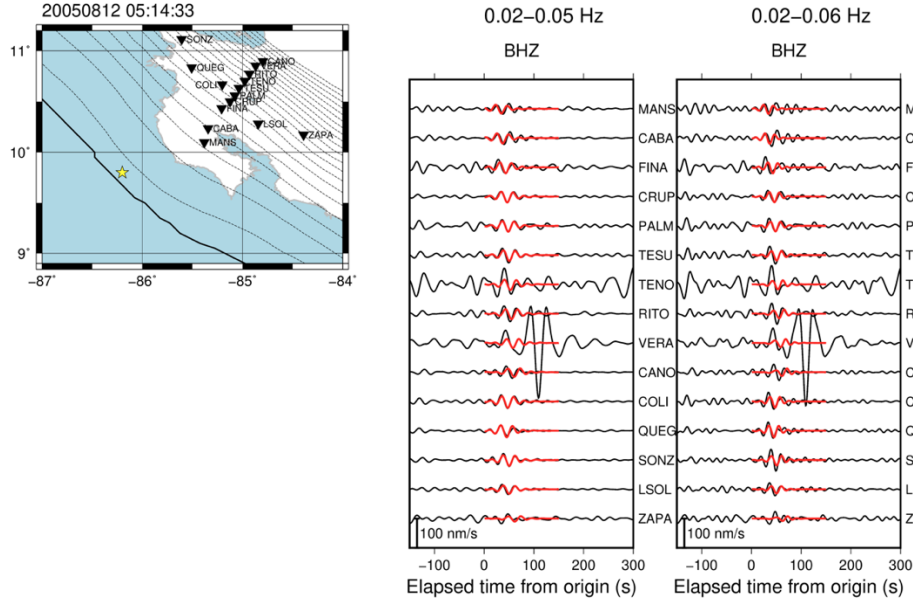 20050812 05:14:33
0.02−0.05 Hz
0.02−0.06 Hz
BHZ
BHZ
11°
10°
9°
−87°
−86°
−85°
−84°
SONZ
QUEG
CANO
VERA
RITO
TENO
COLI
TESU
PALM
CRUP
FINA
LSOL
CABA
ZAPA
MANS
MANS M
CABA C
FINA F
CRUP C
PALM P
TESU T
TENO T
RITO R
VERA V
CANO C
COLI C
QUEG Q
SONZ S
LSOL L
ZAPA Z
100 nm/s
100 nm/s
−100 0 100 200 300
−100 0 100 200 300
Elapsed time from origin (s)
Elapsed time from origin (s)